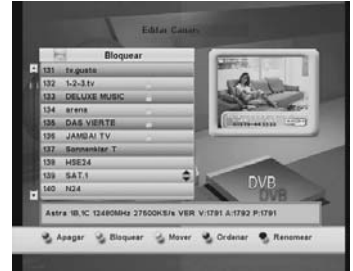 Editar Canais
Bloquear
131 tv.gusto
132 1-2-3.tv
133 DELUXE MUSIC
134 arena
135 DAS VIERTE
136 JAMBA! TV
137 Sonnenklar T
138 HSE24
139 SAT.1
140 N24
DVB
DVB
Astra 1B,1C 12480MHz 27500KS/s VER V:1791 A:1792 P:1791
Apagar Bloquear Mover Ordenar Renomear